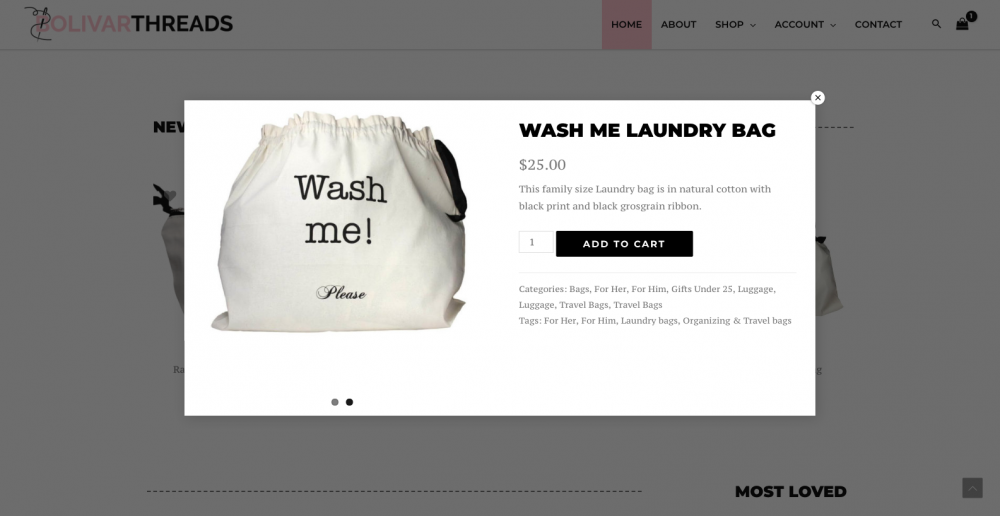 BOLIVARTHREADS
HOME ABOUT SHOP ACCOUNT CONTACT
1
NEW
WASH ME LAUNDRY BAG
$25.00
This family size Laundry bag is in natural cotton with
black print and black grosgrain ribbon.
1 ADD TO CART
Categories: Bags, For Her, For Him, Gifts Under 25, Luggage,
Luggage, Travel Bags, Travel Bags
Tags: For Her, For Him, Laundry bags, Organizing & Travel bags
Wash
me!
Please
MOST LOVED